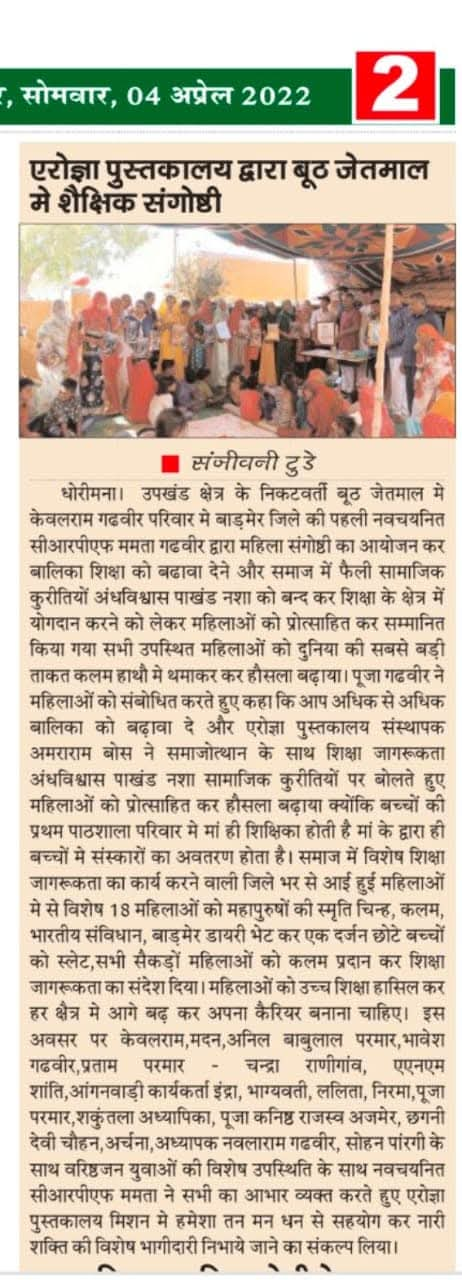 र, सोमवार, 04 अप्रेल 2022
2
एरोज्ञा पुस्तकालय द्वारा बूठ जेतमाल
मे शैक्षिक संगोष्ठी
संजीवनी टुडे
धोरीमना। उपखंड क्षेत्र के निकटवर्ती बूठ जेतमाल मे
केवलराम गढवीर परिवार मे बाड़मेर जिले की पहली नवचयनित
सीआरपीएफ ममता गढवीर द्वारा महिला संगोष्ठी का आयोजन कर
बालिका शिक्षा को बढावा देने और समाज में फैली सामाजिक
कुरीतियों अंधविश्वास पाखंड नशा को बन्द कर शिक्षा के क्षेत्र में
योगदान करने को लेकर महिलाओं को प्रोत्साहित कर सम्मानित
किया गया सभी उपस्थित महिलाओं को दुनिया की सबसे बड़ी
ताकत कलम हाथौ मे थमाकर कर हौसला बढ़ाया। पूजा गढवीर ने
महिलाओं को संबोधित करते हुए कहा कि आप अधिक से अधिक
बालिका को बढ़ावा दे और एरोज्ञा पुस्तकालय संस्थापक
अमराराम बोस ने समाजोत्थान के साथ शिक्षा जागरूकता
अंधविश्वास पाखंड नशा सामाजिक कुरीतियों पर बोलते हुए
महिलाओं को प्रोत्साहित कर हौसला बढ़ाया क्योंकि बच्चों की
प्रथम पाठशाला परिवार मे मां ही शिक्षिका होती है मां के द्वारा ही
बच्चों मे संस्कारों का अवतरण होता है। समाज में विशेष शिक्षा
जागरूकता का कार्य करने वाली जिले भर से आई हुई महिलाओं
मे से विशेष 18 महिलाओं को महापुरुषों की स्मृति चिन्ह, कलम,
भारतीय संविधान, बाड़मेर डायरी भेट कर एक दर्जन छोटे बच्चों
को स्लेट,सभी सैकड़ों महिलाओं को कलम प्रदान कर शिक्षा
जागरूकता का संदेश दिया। महिलाओं को उच्च शिक्षा हासिल कर
हर क्षैत्र मे आगे बढ़ कर अपना कैरियर बनाना चाहिए। इस
अवसर पर केवलराम,मदन,अनिल बाबुलाल परमार,भावेश
गढवीर,प्रताम परमार - चन्द्रा राणीगांव, एएनएम
शांति,आंगनवाड़ी कार्यकर्ता इंद्रा, भाग्यवती, ललिता, निरमा,पूजा
परमार,शकुंतला अध्यापिका, पूजा कनिष्ठ राजस्व अजमेर, छगनी
देवी चौहन,अर्चना,अध्यापक नवलाराम गढवीर, सोहन पांरगी के
साथ वरिष्ठजन युवाओं की विशेष उपस्थिति के साथ नवचयनित
सीआरपीएफ ममता ने सभी का आभार व्यक्त करते हुए एरोज्ञा
पुस्तकालय मिशन मे हमेशा तन मन धन से सहयोग कर नारी
शक्ति की विशेष भागीदारी निभाये जाने का संकल्प लिया।